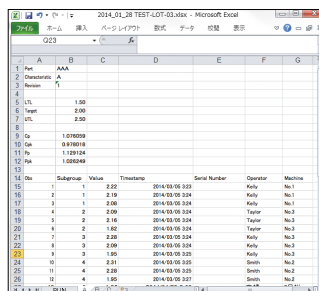 2014_01_28 TEST-LOT-03.xlsx - Microsoft Excel
ファイル ホーム 挿入 ページ レイアウト 数式 データ 校閲 表示
Q23 fx
A B C D E F G
1 Part AAA
2 Characteristic A
3 Revision 1
4
5 LTL 1.50
6 Target 2.00
7 UTL 2.50
8
9 Cp 1.076059
10 Cpk 0.976018
11 Pp 1.129124
12 Ppk 1.026249
13
14 Obs Subgroup Value Timestamp Serial Number Operator Machine
15 1 1 2.22 2014/03/05 3:23 Kelly No.1
16 2 1 2.19 2014/03/05 3:24 Kelly No.1
17 3 1 2.08 2014/03/05 3:24 Kelly No.1
18 4 2 2.09 2014/03/05 3:24 Taylor No.3
19 5 2 2.16 2014/03/05 3:24 Taylor No.3
20 6 2 1.82 2014/03/05 3:24 Taylor No.3
21 7 3 2.28 2014/03/05 3:24 Kelly No.3
22 8 3 2.09 2014/03/05 3:24 Kelly No.3
23 9 3 1.95 2014/03/05 3:25 Kelly No.3
24 10 4 2.31 2014/03/05 3:25 Smith No.2
25 11 4 2.28 2014/03/05 3:25 Smith No.2
26 12 4 1.95 2014/03/05 3:27 Smith No.2
RUN A B C